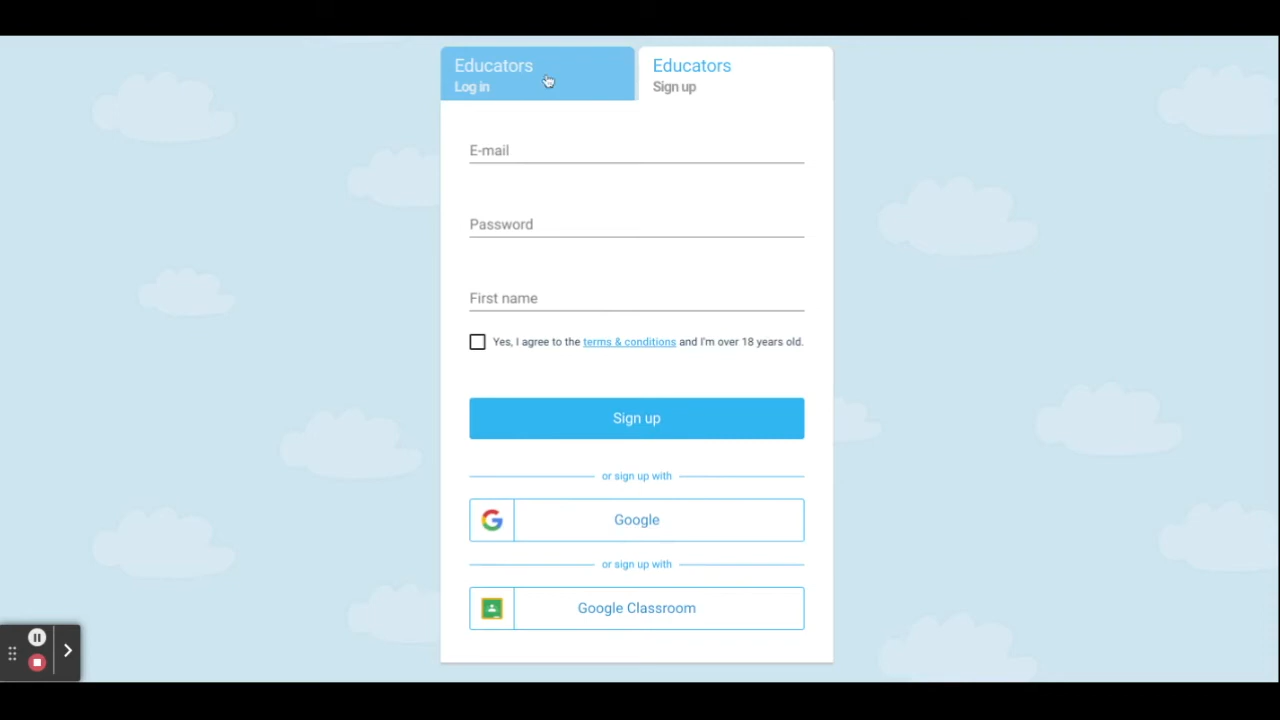 Educators
Log in
Educators
Sign up
E-mail
Password
First name
Yes, I agree to the terms & conditions and I'm over 18 years old.
Sign up
or sign up with
Google
or sign up with
Google Classroom